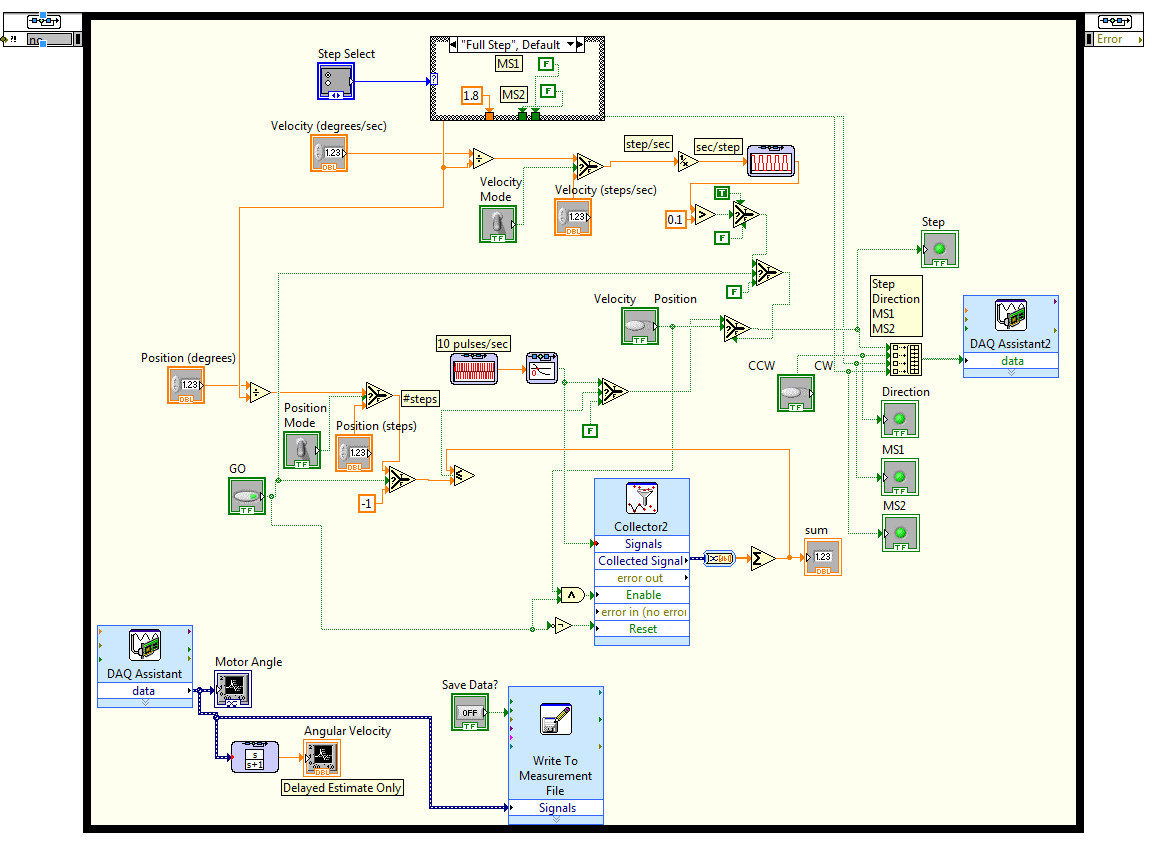 ?!
nc
Error
Step Select
"Full Step", Default
MS1
F
1.8
MS2
F
?
Velocity (degrees/sec)
1.23
DBL
step/sec
sec/step
Velocity
Mode
TF
Velocity (steps/sec)
1.23
DBL
T
0.1
F
Step
TF
F
Velocity
Position
TF
Step
Direction
MS1
MS2
DAQ Assistant2
data
10 pulses/sec
Position (degrees)
1.23
DBL
CCW
CW
TF
#steps
Direction
TF
Position
Mode
TF
Position (steps)
1.23
DBL
F
MS1
TF
GO
TF
-1
MS2
TF
Collector2
Signals
Collected Signal
error out
Enable
error in (no erro
Reset
Σ
sum
1.23
DBL
DAQ Assistant
data
Motor Angle
Save Data?
OFF
TF
Angular Velocity
DBL
s
s+1
Delayed Estimate Only
Write To
Measurement
File
Signals